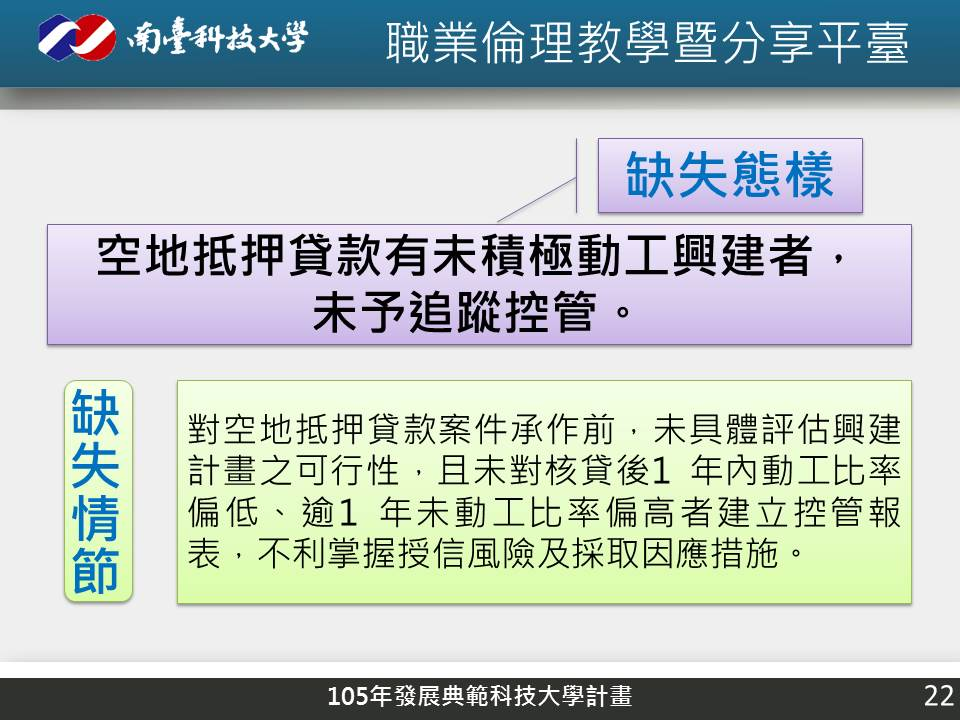 南臺科技大學
職業倫理教學暨分享平臺
缺失態樣
空地抵押貸款有未積極動工興建者，
未予追蹤控管。
缺失情節
對空地抵押貸款案件承作前，未具體評估興建
計畫之可行性，且未對核貸後1 年內動工比率
偏低、逾1 年未動工比率偏高者建立控管報
表，不利掌握授信風險及採取因應措施。
105年發展典範科技大學計畫
22